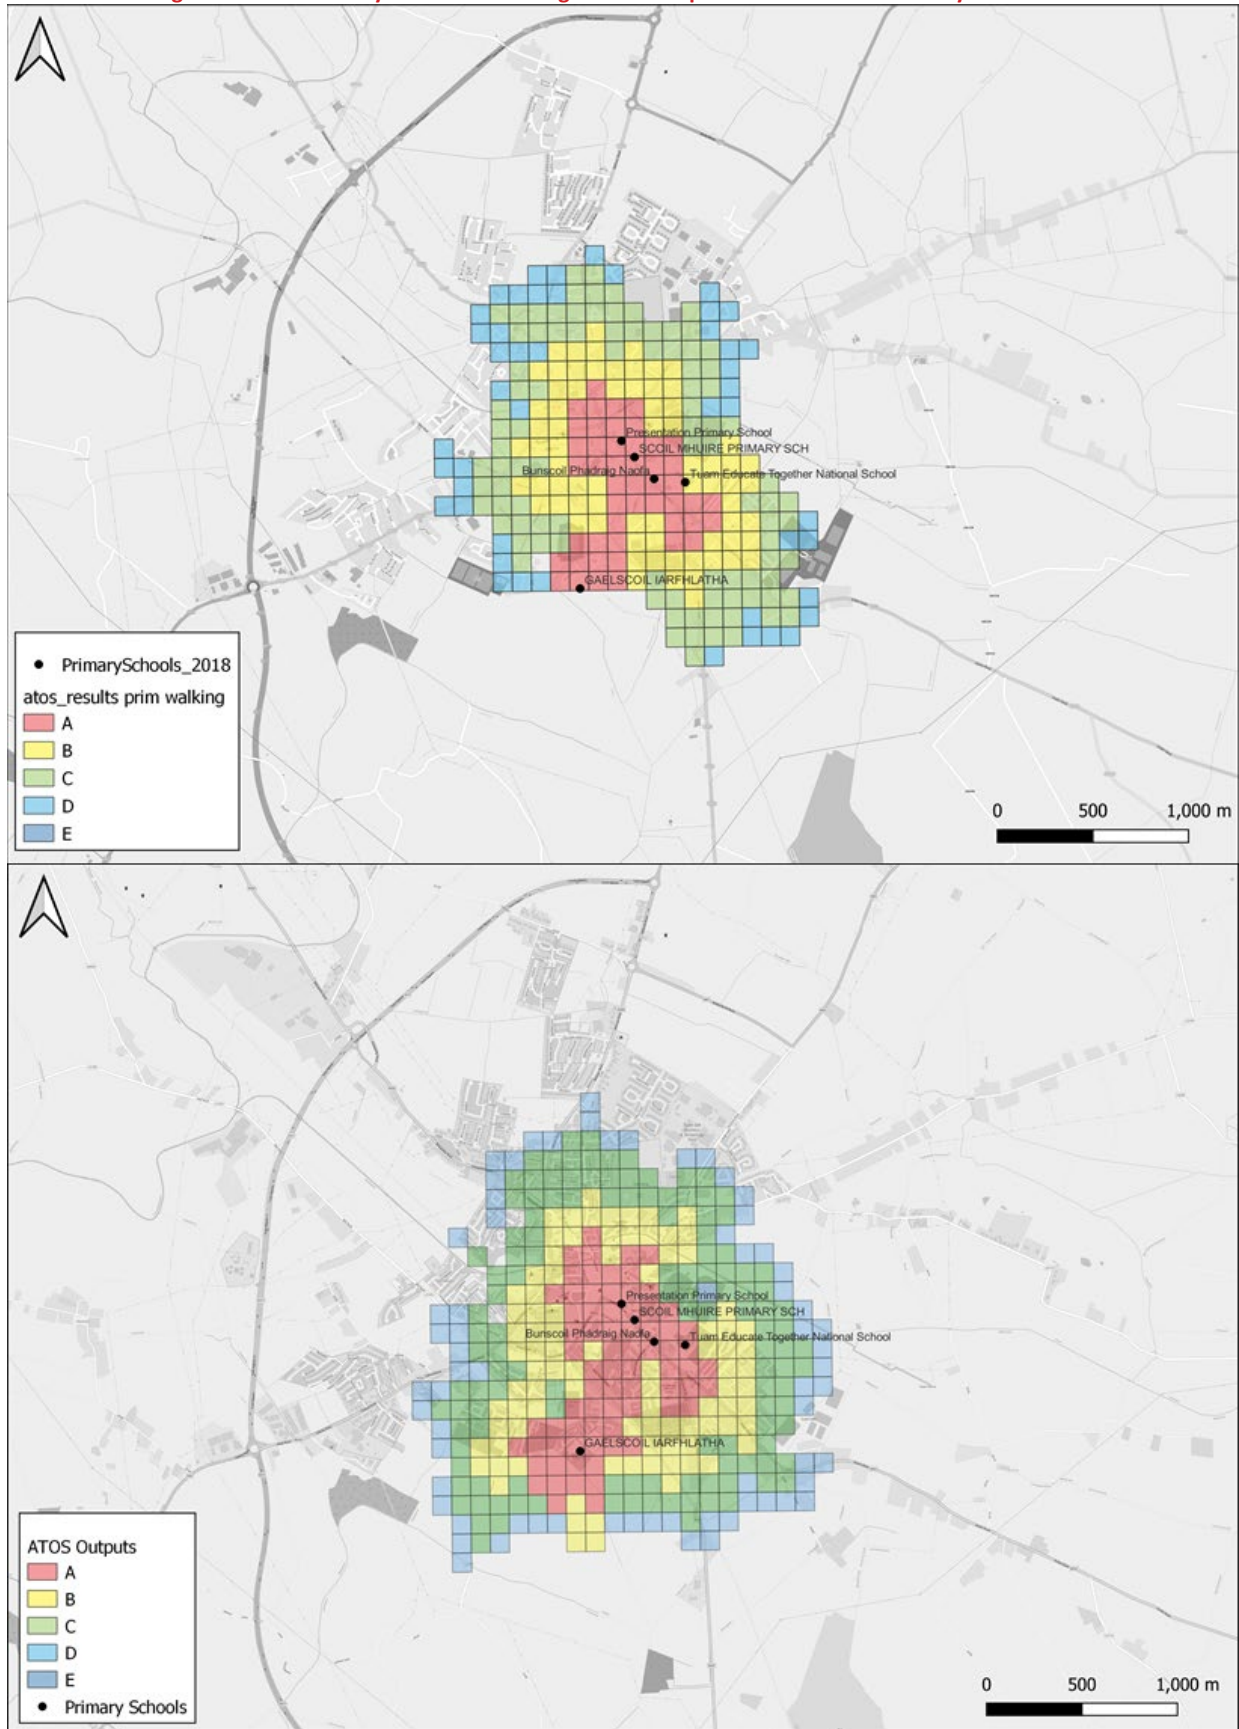 Presentation Primary School
SCOIL MHUIRE PRIMARY SCH
Bunscoil Phádraig Naofa
Tuam Educate Together National School
GAELSCOIL IARFHLATHA
PrimarySchools_2018
atos_results prim walking
A
B
C
D
E
0 500 1,000 m
Presentation Primary School
SCOIL MHUIRE PRIMARY SCH
Bunscoil Phádraig Naofa
Tuam Educate Together National School
GAELSCOIL IARFHLATHA
ATOS Outputs
A
B
C
D
E
Primary Schools
0 500 1,000 m